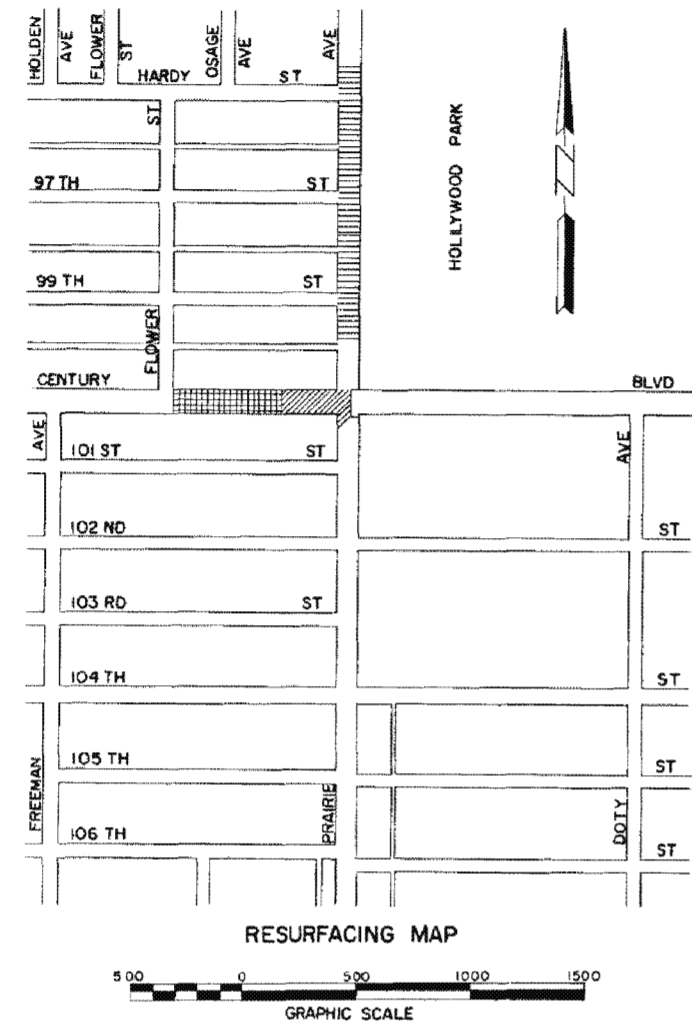 HOLDEN AVE FLOWER ST OSAGE AVE AVE
HARDY ST
ST
HOLLYWOOD PARK
97 TH ST
99 TH ST
FLOWER
CENTURY BLVD
AVE 101 ST ST AVE
102 ND ST
103 RD ST
104 TH ST
105 TH ST
FREEMAN PRAIRIE DOTY
106 TH ST
RESURFACING MAP
500 0 500 1000 1500
GRAPHIC SCALE